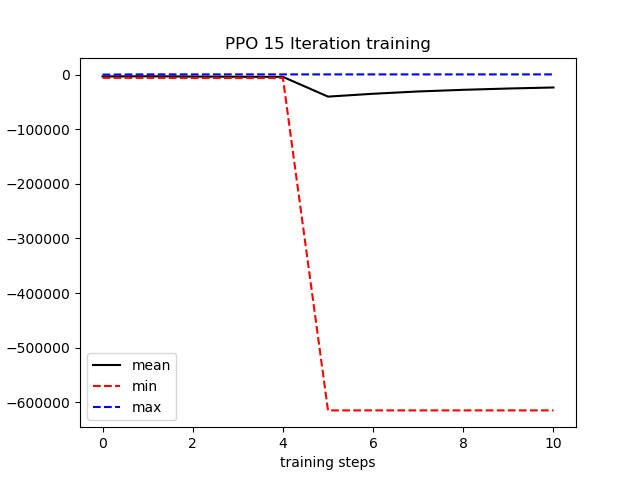 PPO 15 Iteration training
0
−100000
−200000
−300000
−400000
−500000
−600000
mean
min
max
0 2 4 6 8 10
training steps